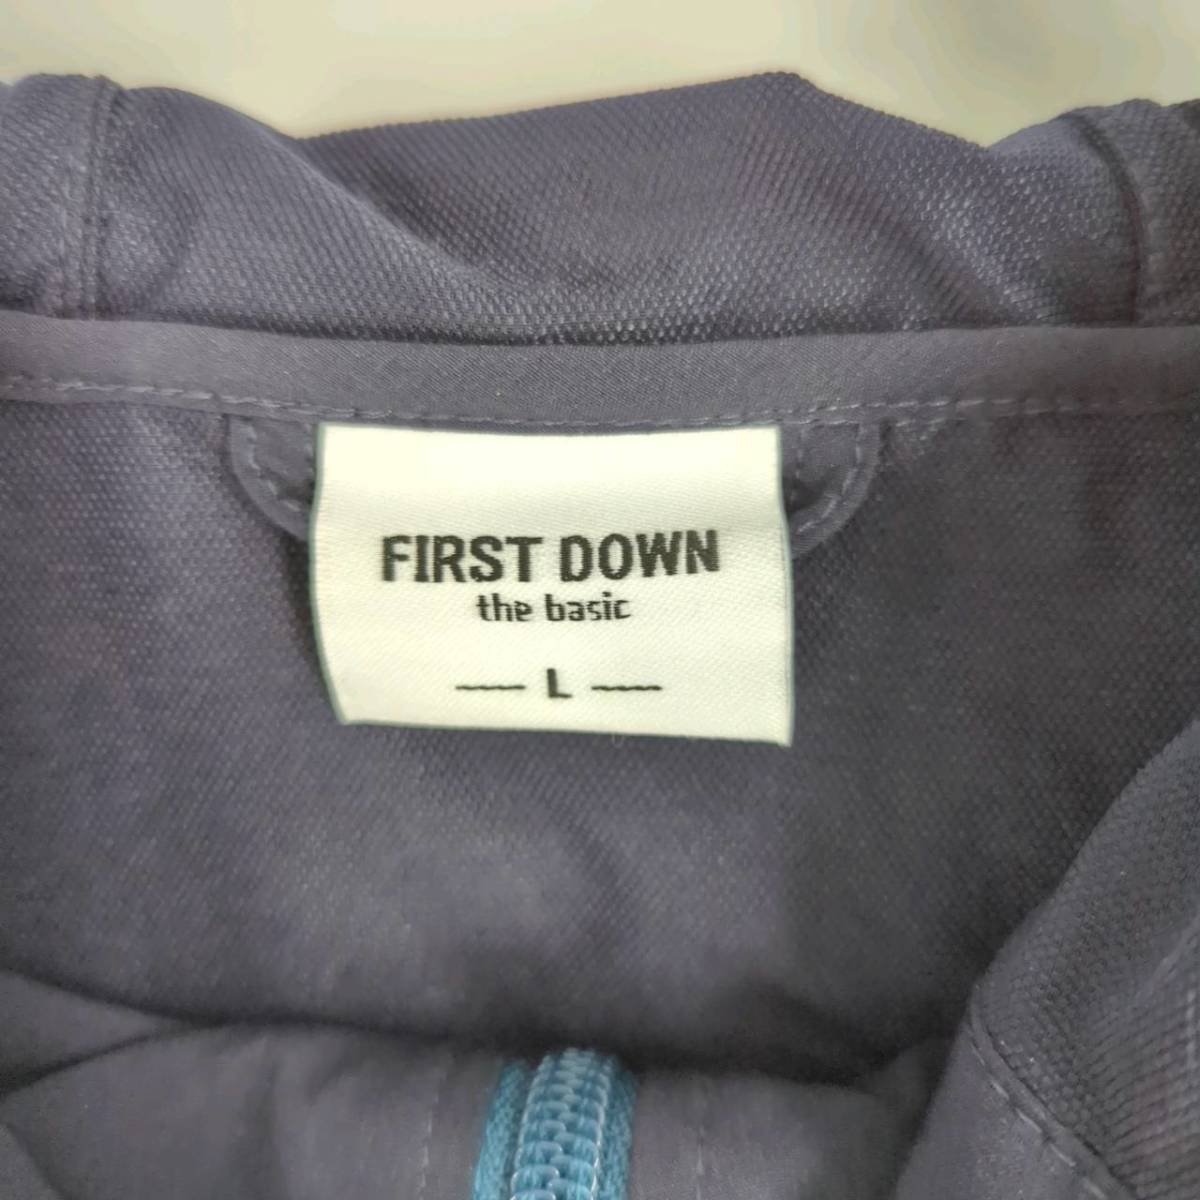 FIRST DOWN
the basic
— L —